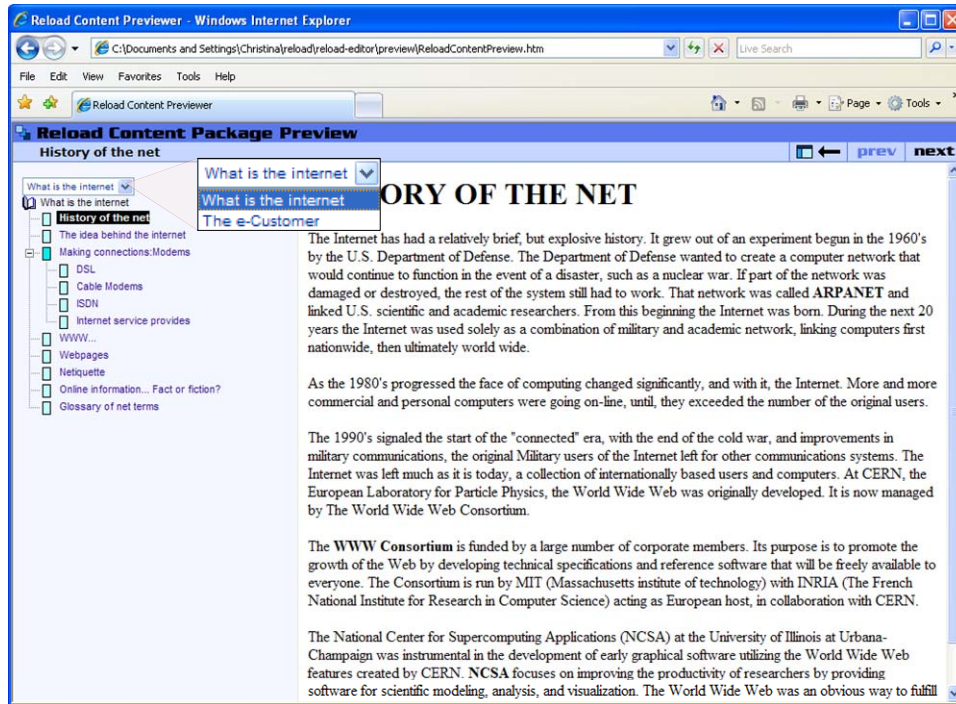 Reload Content Previewer - Windows Internet Explorer
C:\Documents and Settings\Christina\reload\reload-editor\preview\ReloadContentPreview.htm
Live Search
File Edit View Favorites Tools Help
Reload Content Previewer
Page Tools
Reload Content Package Preview
History of the net
prev next
What is the internet
What is the internet
History of the net
The idea behind the internet
Making connections:Modems
DSL
Cable Modems
ISDN
Internet service provides
WWW...
Webpages
Netiquette
Online information... Fact or fiction?
Glossary of net terms
What is the internet
What is the internet
The e-Customer
ORY OF THE NET
The Internet has had a relatively brief, but explosive history. It grew out of an experiment begun in the 1960's
by the U.S. Department of Defense. The Department of Defense wanted to create a computer network that
would continue to function in the event of a disaster, such as a nuclear war. If part of the network was
damaged or destroyed, the rest of the system still had to work. That network was called ARPANET and
linked U.S. scientific and academic researchers. From this beginning the Internet was born. During the next 20
years the Internet was used solely as a combination of military and academic network, linking computers first
nationwide, then ultimately world wide.
As the 1980's progressed the face of computing changed significantly, and with it, the Internet. More and more
commercial and personal computers were going on-line, until, they exceeded the number of the original users.
The 1990's signaled the start of the "connected" era, with the end of the cold war, and improvements in
military communications, the original Military users of the Internet left for other communications systems. The
Internet was left much as it is today, a collection of internationally based users and computers. At CERN, the
European Laboratory for Particle Physics, the World Wide Web was originally developed. It is now managed
by The World Wide Web Consortium.
The WWW Consortium is funded by a large number of corporate members. Its purpose is to promote the
growth of the Web by developing technical specifications and reference software that will be freely available to
everyone. The Consortium is run by MIT (Massachusetts institute of technology) with INRIA (The French
National Institute for Research in Computer Science) acting as European host, in collaboration with CERN.
The National Center for Supercomputing Applications (NCSA) at the University of Illinois at Urbana-
Champaign was instrumental in the development of early graphical software utilizing the World Wide Web
features created by CERN. NCSA focuses on improving the productivity of researchers by providing
software for scientific modeling, analysis, and visualization. The World Wide Web was an obvious way to fulfill